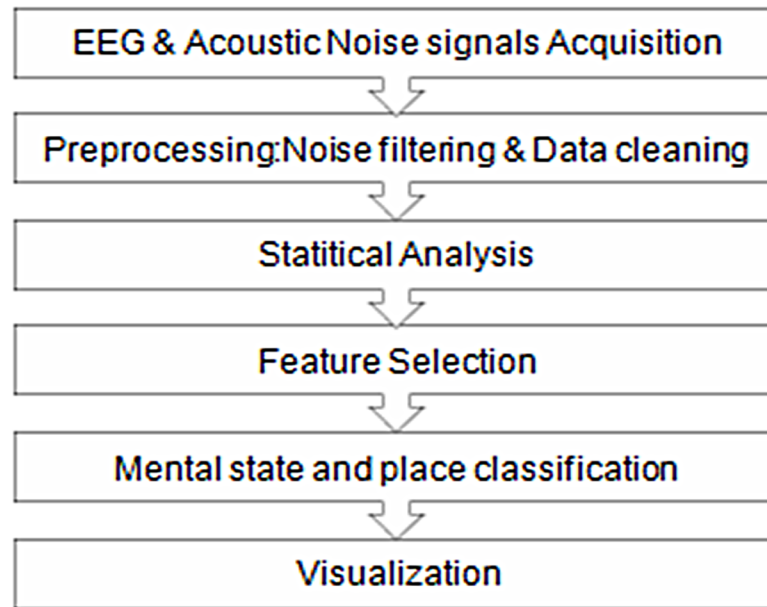 EEG & Acoustic Noise signals Acquisition
Preprocessing:Noise filtering & Data cleaning
Statitical Analysis
Feature Selection
Mental state and place classification
Visualization